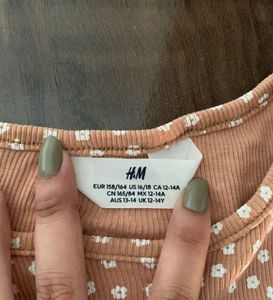 H&M
EUR 158/164 US 16/18 CA 12-14A
CN 165/84 MX 12-14A
AUS 13-14 UK 12-14Y